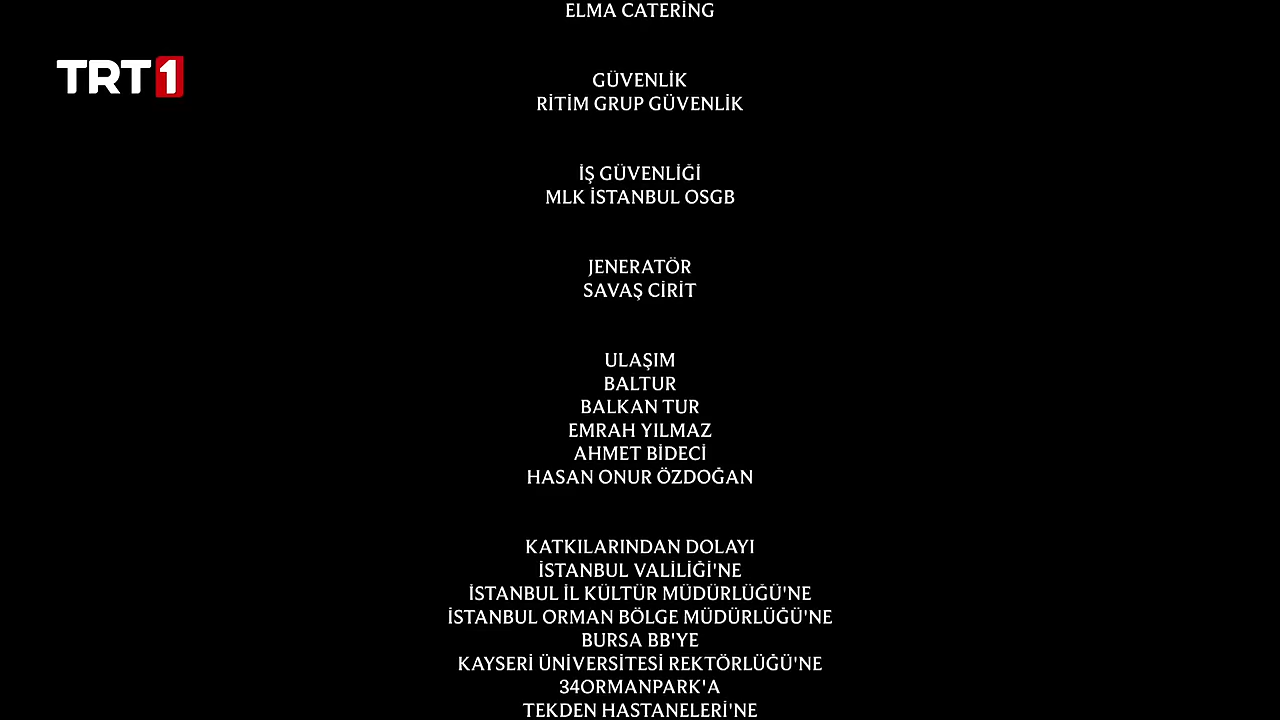 ELMA CATERİNG
TRT 1
GÜVENLİK
RİTİM GRUP GÜVENLİK
İŞ GÜVENLİĞİ
MLK İSTANBUL OSGB
JENERATÖR
SAVAŞ CİRİT
ULAŞIM
BALTUR
BALKAN TUR
EMRAH YILMAZ
AHMET BİDECİ
HASAN ONUR ÖZDOĞAN
KATKILARINDAN DOLAYI
İSTANBUL VALİLİĞİ'NE
İSTANBUL İL KÜLTÜR MÜDÜRLÜĞÜ'NE
İSTANBUL ORMAN BÖLGE MÜDÜRLÜĞÜ'NE
BURSA BB'YE
KAYSERİ ÜNİVERSİTESİ REKTÖRLÜĞÜ'NE
34ORMANPARK'A
TEKDEN HASTANELERİ'NE